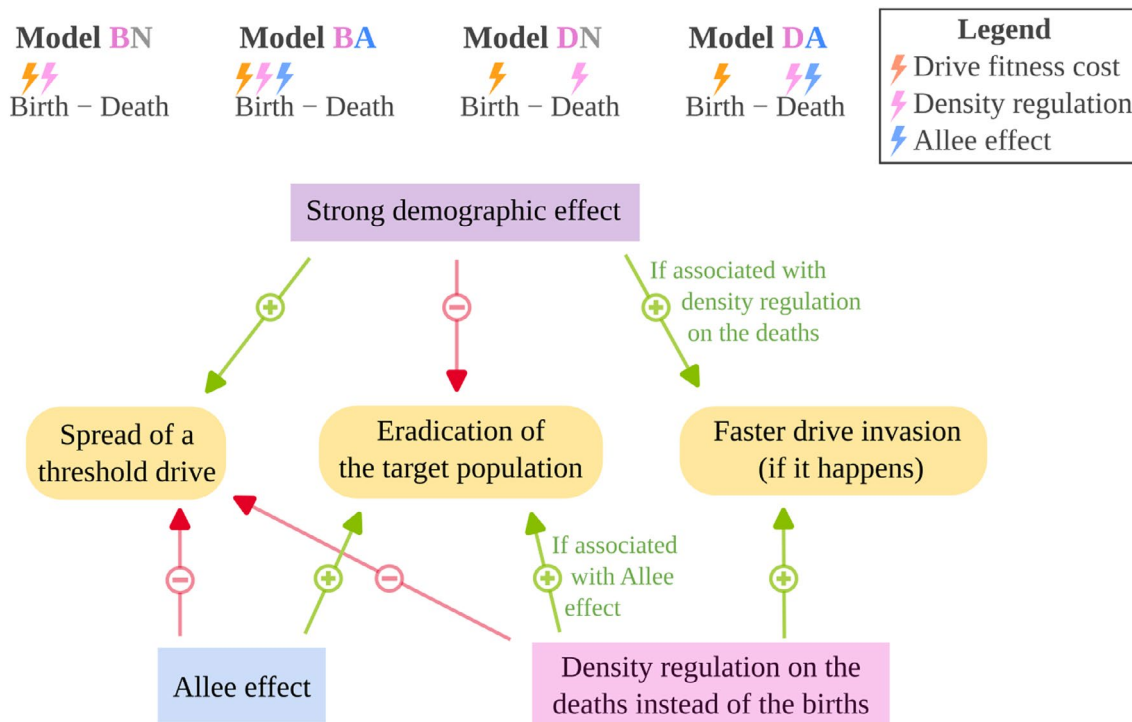 Model BN
Birth – Death
Model BA
Birth – Death
Model DN
Birth – Death
Model DA
Birth – Death
Legend
Drive fitness cost
Density regulation
Allee effect
Strong demographic effect
If associated with
density regulation
on the deaths
Spread of a
threshold drive
Eradication of
the target population
Faster drive invasion
(if it happens)
If associated
with Allee
effect
Allee effect
Density regulation on the
deaths instead of the births